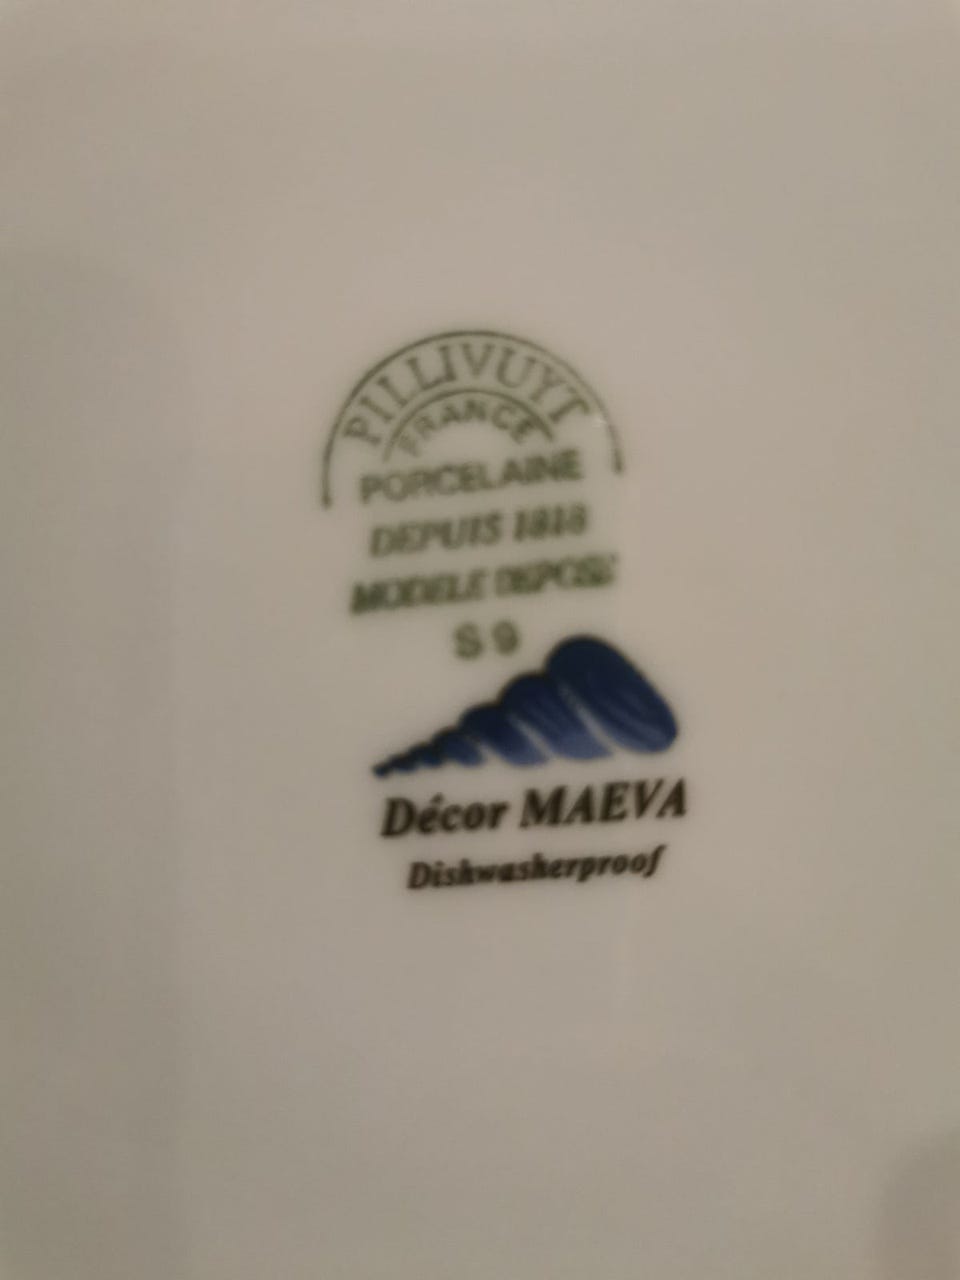 PILLIVUYT
FRANCE
PORCELAINE
DEPUIS 1818
MODELE DEPOSE
S 9
Décor MAEVA
Dishwasherproof